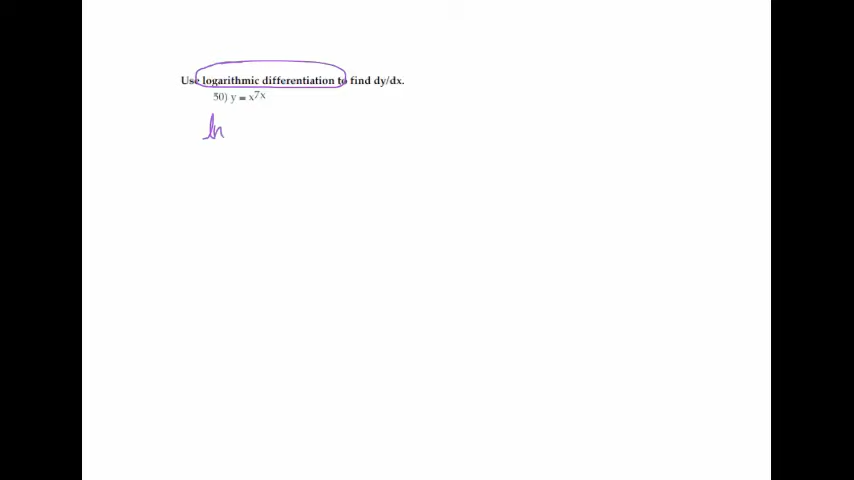 Use logarithmic differentiation to find dy/dx.
50) y = x^7x
ln